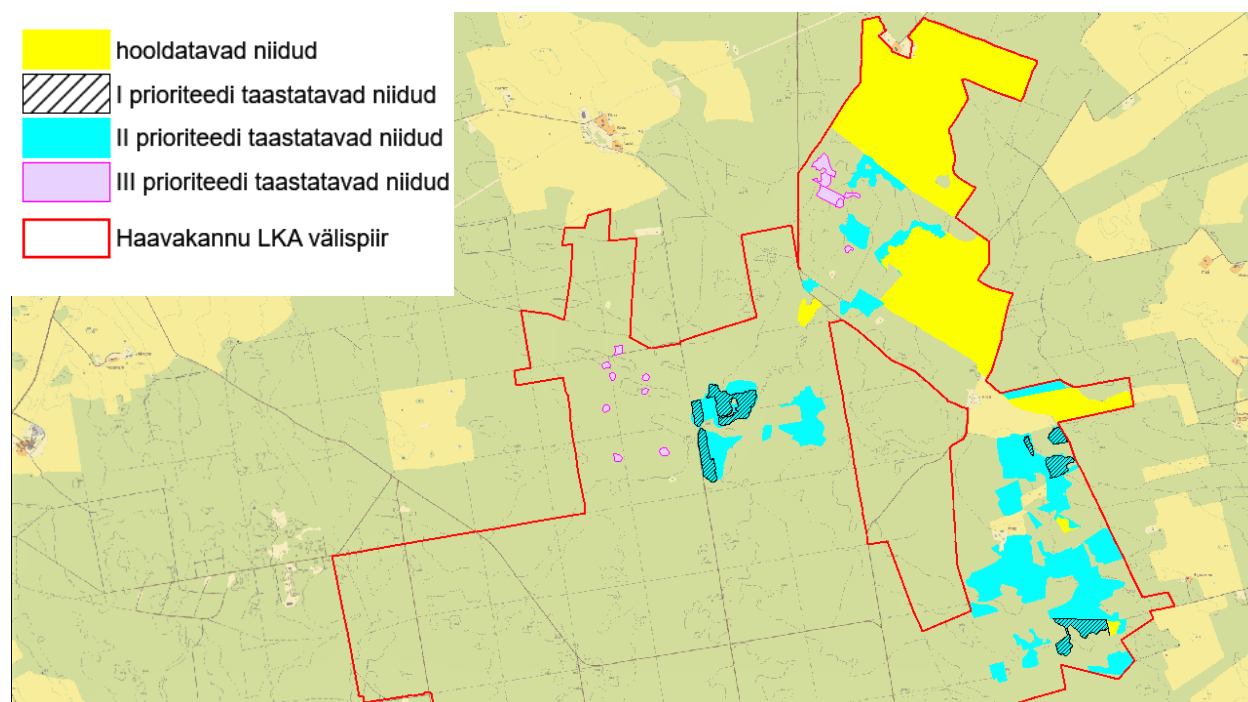 hooldatavad niidud
I prioriteedi taastatavad niidud
II prioriteedi taastatavad niidud
III prioriteedi taastatavad niidud
Haavakannu LKA välispiir